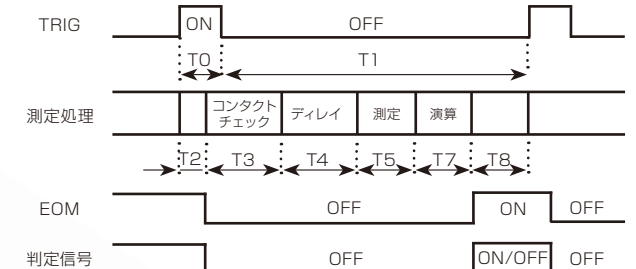 TRIG ON OFF
T0 T1
測定処理 コンタクト チェック ディレイ 測定 演算
T2 T3 T4 T5 T7 T8
EOM OFF ON OFF
判定信号 OFF ON/OFF OFF